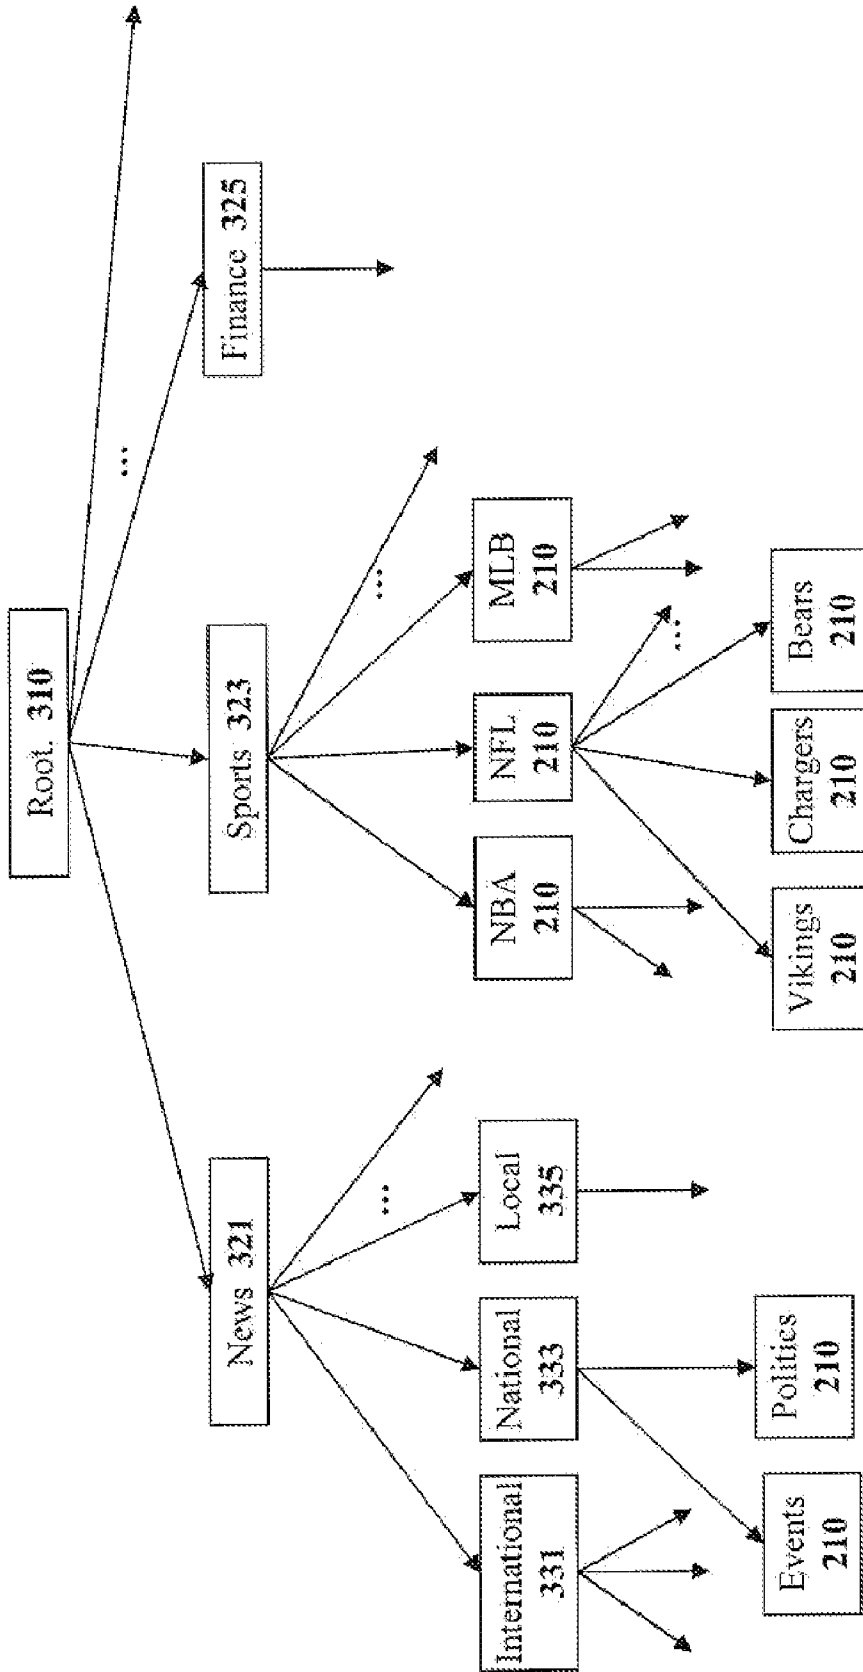 Root. 310
...
News 321
Sports 323
Finance 325
...
...
International
331
National
333
Local
335
NBA
210
NFL
210
MLB
210
...
Events
210
Politics
210
Vikings
210
Chargers
210
Bears
210